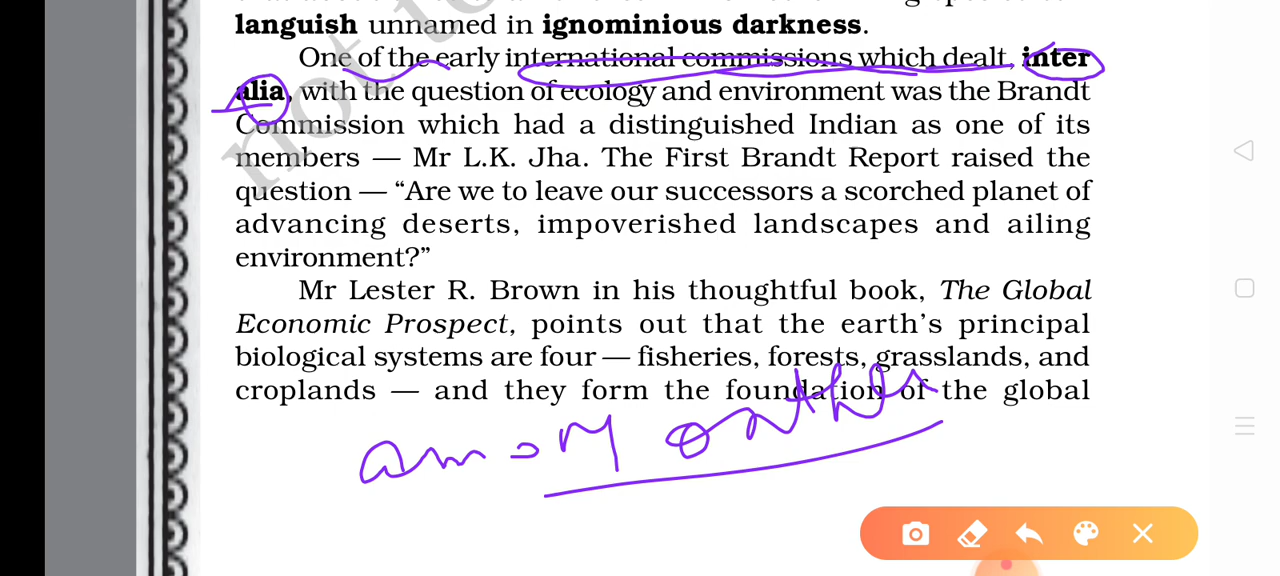 languish unnamed in ignominious darkness.
One of the early international commissions which dealt, inter
alia, with the question of ecology and environment was the Brandt
Commission which had a distinguished Indian as one of its
members — Mr L.K. Jha. The First Brandt Report raised the
question — “Are we to leave our successors a scorched planet of
advancing deserts, impoverished landscapes and ailing
environment?”
Mr Lester R. Brown in his thoughtful book, The Global
Economic Prospect, points out that the earth’s principal
biological systems are four — fisheries, forests, grasslands, and
croplands — and they form the foundation of the global
not to